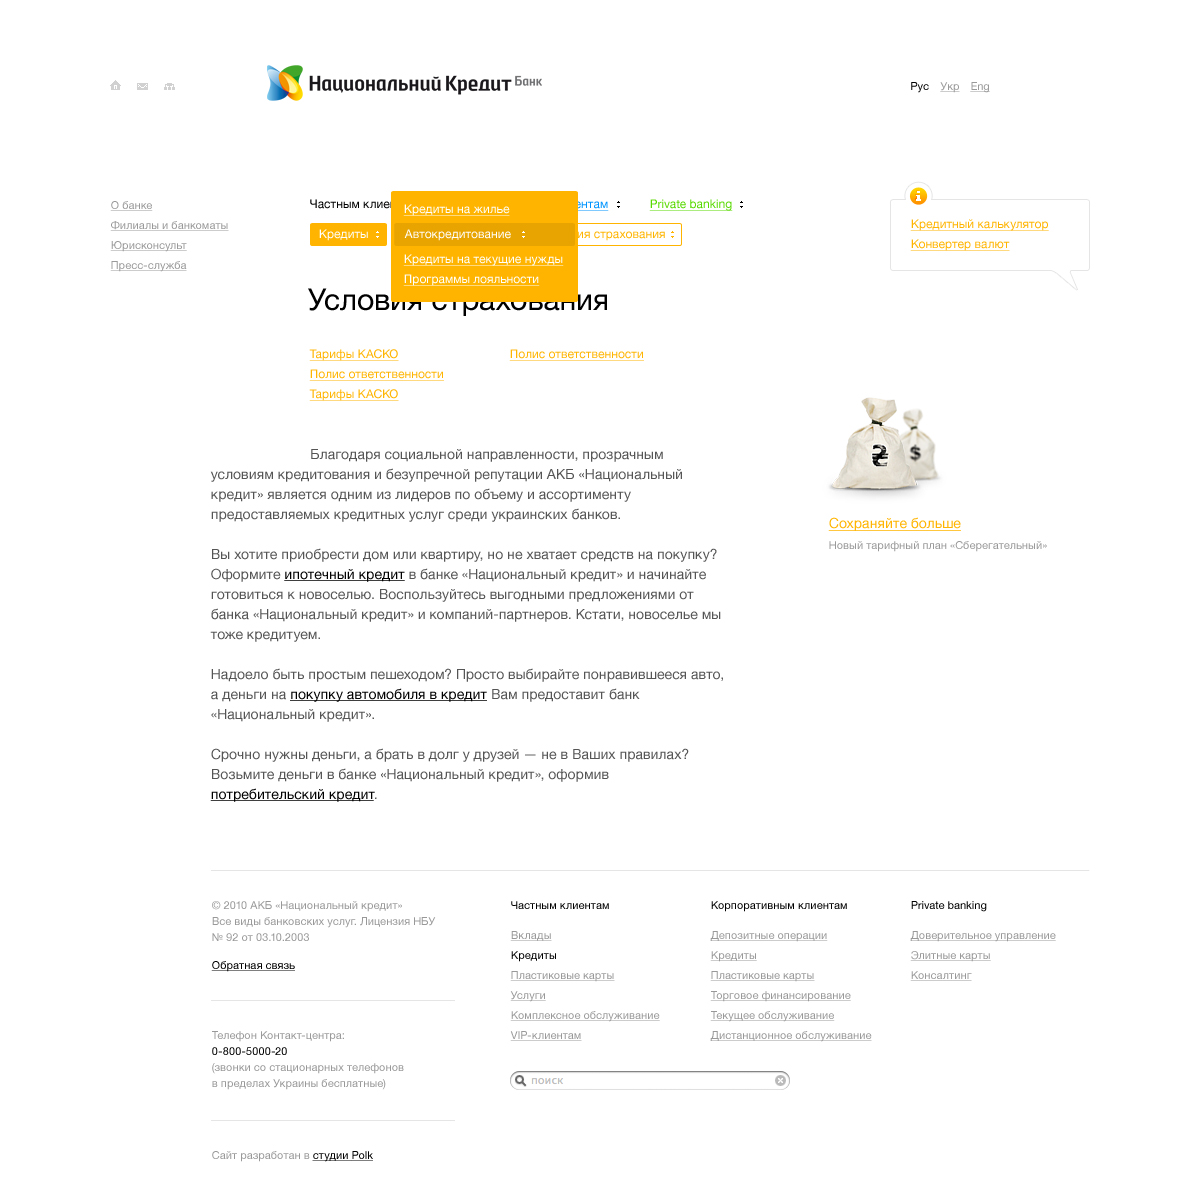 Национальний Кредит Банк
Рус Укр Eng
О банке
Филиалы и банкоматы
Юрисконсульт
Пресс-служба
Частным
Private banking
Кредиты
страхования
Кредиты на жилье
Автокредитование
Кредиты на текущие нужды
Программы лояльности
Кредитный калькулятор
Конвертер валют
Условия страхования
Тарифы КАСКО
Полис ответственности
Тарифы КАСКО
Полис ответственности
Благодаря социальной направленности, прозрачным
условиям кредитования и безупречной репутации АКБ «Национальный
кредит» является одним из лидеров по объему и ассортименту
предоставляемых кредитных услуг среди украинских банков.
Вы хотите приобрести дом или квартиру, но не хватает средств на покупку?
Оформите ипотечный кредит в банке «Национальный кредит» и начинайте
готовиться к новоселью. Воспользуйтесь выгодными предложениями от
банка «Национальный кредит» и компаний-партнеров. Кстати, новоселье мы
тоже кредитуем.
Надоело быть простым пешеходом? Просто выбирайте понравившееся авто,
а деньги на покупку автомобиля в кредит Вам предоставит банк
«Национальный кредит».
Срочно нужны деньги, а брать в долг у друзей — не в Ваших правилах?
Возьмите деньги в банке «Национальный кредит», оформив
потребительский кредит.
₴
$
Сохраняйте больше
Новый тарифный план «Сберегательный»
© 2010 АКБ «Национальный кредит»
Все виды банковских услуг. Лицензия НБУ
№ 92 от 03.10.2003
Обратная связь
Телефон Контакт-центра:
0-800-5000-20
(звонки со стационарных телефонов
в пределах Украины бесплатные)
Сайт разработан в студии Polk
Частным клиентам
Вклады
Кредиты
Пластиковые карты
Услуги
Комплексное обслуживание
VIP-клиентам
Корпоративным клиентам
Депозитные операции
Кредиты
Пластиковые карты
Торговое финансирование
Текущее обслуживание
Дистанционное обслуживание
Private banking
Доверительное управление
Элитные карты
Консалтинг
поиск